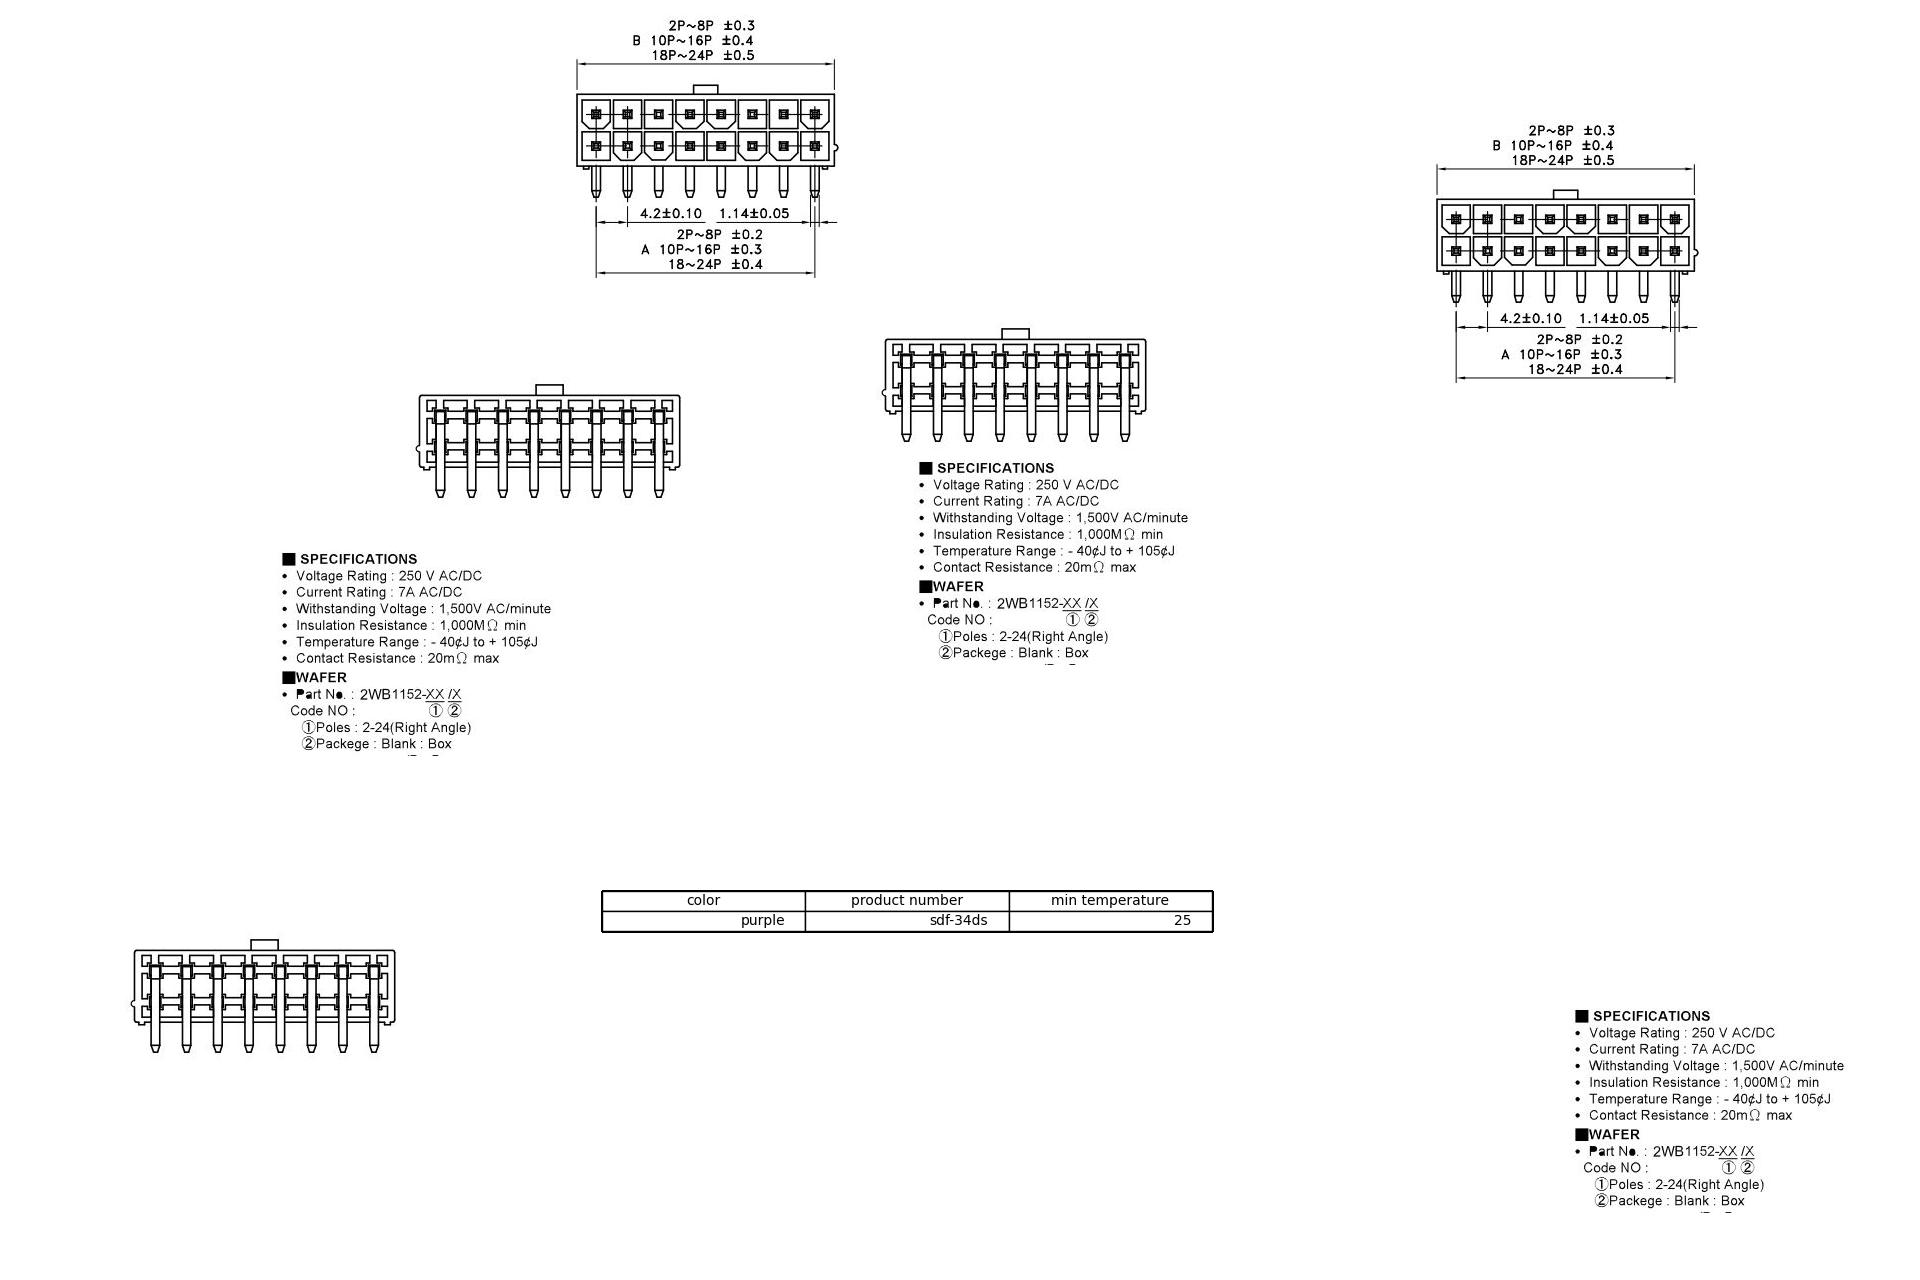 2P~8P ±0.3
B 10P~16P ±0.4
18P~24P ±0.5
4.2±0.10 1.14±0.05
2P~8P ±0.2
A 10P~16P ±0.3
18~24P ±0.4
2P~8P ±0.3
B 10P~16P ±0.4
18P~24P ±0.5
4.2±0.10 1.14±0.05
2P~8P ±0.2
A 10P~16P ±0.3
18~24P ±0.4
■ SPECIFICATIONS
• Voltage Rating : 250 V AC/DC
• Current Rating : 7A AC/DC
• Withstanding Voltage : 1,500V AC/minute
• Insulation Resistance : 1,000MΩ min
• Temperature Range : - 40¢J to + 105¢J
• Contact Resistance : 20mΩ max
■WAFER
• Part No. : 2WB1152-XX /X
Code NO : ① ②
①Poles : 2-24(Right Angle)
②Packege : Blank : Box
■ SPECIFICATIONS
• Voltage Rating : 250 V AC/DC
• Current Rating : 7A AC/DC
• Withstanding Voltage : 1,500V AC/minute
• Insulation Resistance : 1,000MΩ min
• Temperature Range : - 40¢J to + 105¢J
• Contact Resistance : 20mΩ max
■WAFER
• Part No. : 2WB1152-XX /X
Code NO : ① ②
①Poles : 2-24(Right Angle)
②Packege : Blank : Box
color product number min temperature
purple sdf-34ds 25
■ SPECIFICATIONS
• Voltage Rating : 250 V AC/DC
• Current Rating : 7A AC/DC
• Withstanding Voltage : 1,500V AC/minute
• Insulation Resistance : 1,000MΩ min
• Temperature Range : - 40¢J to + 105¢J
• Contact Resistance : 20mΩ max
■WAFER
• Part No. : 2WB1152-XX /X
Code NO : ① ②
①Poles : 2-24(Right Angle)
②Packege : Blank : Box